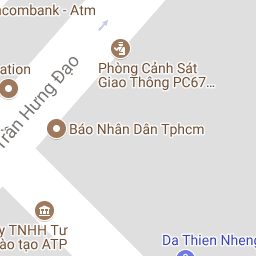 ncombank - Atm
ation
Phòng Cảnh Sát
Giao Thông PC67...
Trần Hưng Đạo
Báo Nhân Dân Tphcm
y TNHH Tư
ào tạo ATP
Da Thien Nheng